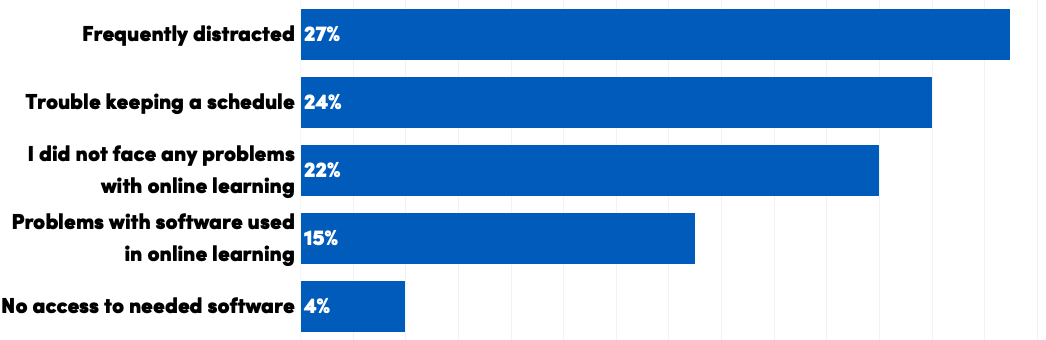 Frequently distracted 27%
Trouble keeping a schedule 24%
I did not face any problems
with online learning
22%
Problems with software used
in online learning
15%
No access to needed software 4%